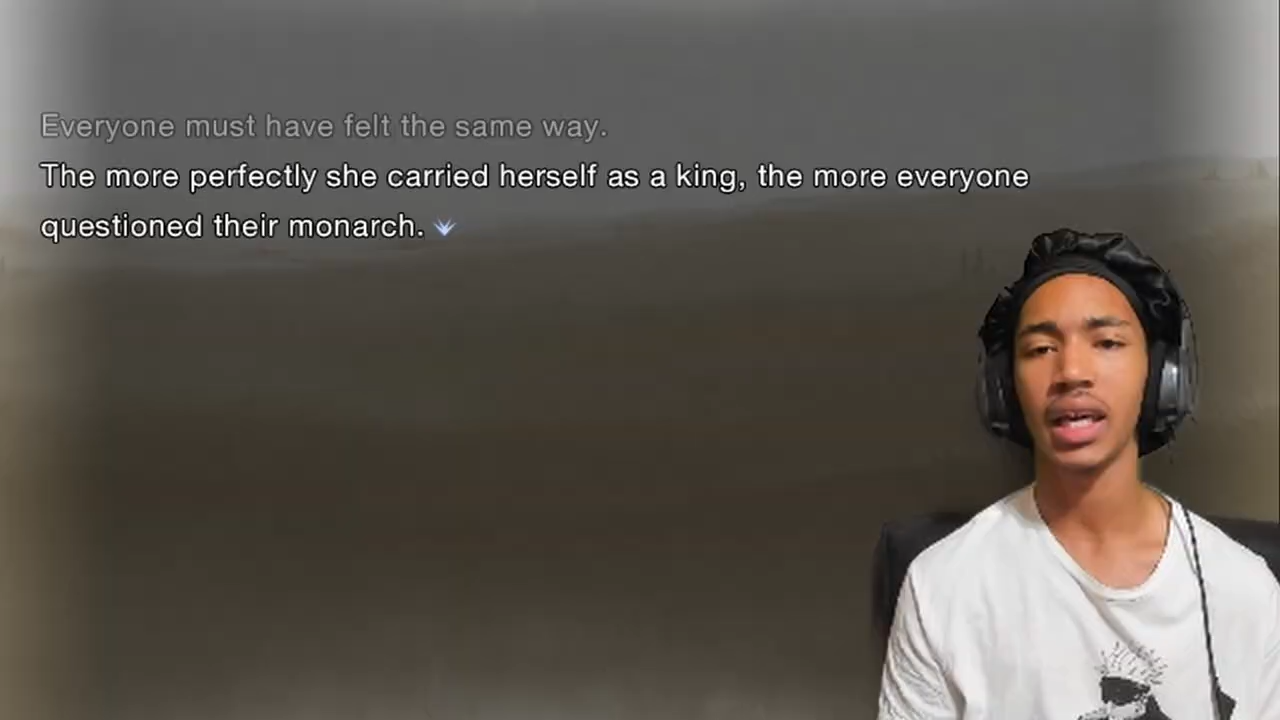 Everyone must have felt the same way.
The more perfectly she carried herself as a king, the more everyone
questioned their monarch.